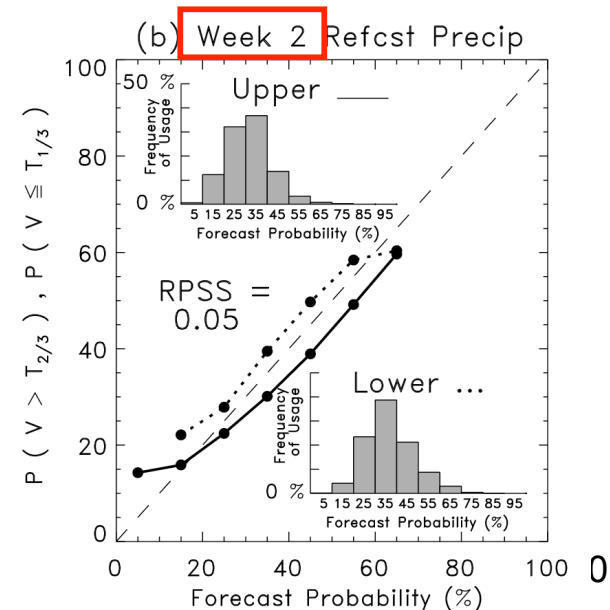 (b) Week 2 Refcst Precip
P ( V > T2/3 ) , P ( V ≦ T1/3 )
100
80
60
40
20
0
50 %
0 %
Frequency
of Usage
Upper
5 15 25 35 45 55 65 75 85 95
Forecast Probability (%)
RPSS =
0.05
Lower ...
Frequency
of Usage
0 %
5 15 25 35 45 55 65 75 85 95
Forecast Probability (%)
0 20 40 60 80 100
0
Forecast Probability (%)